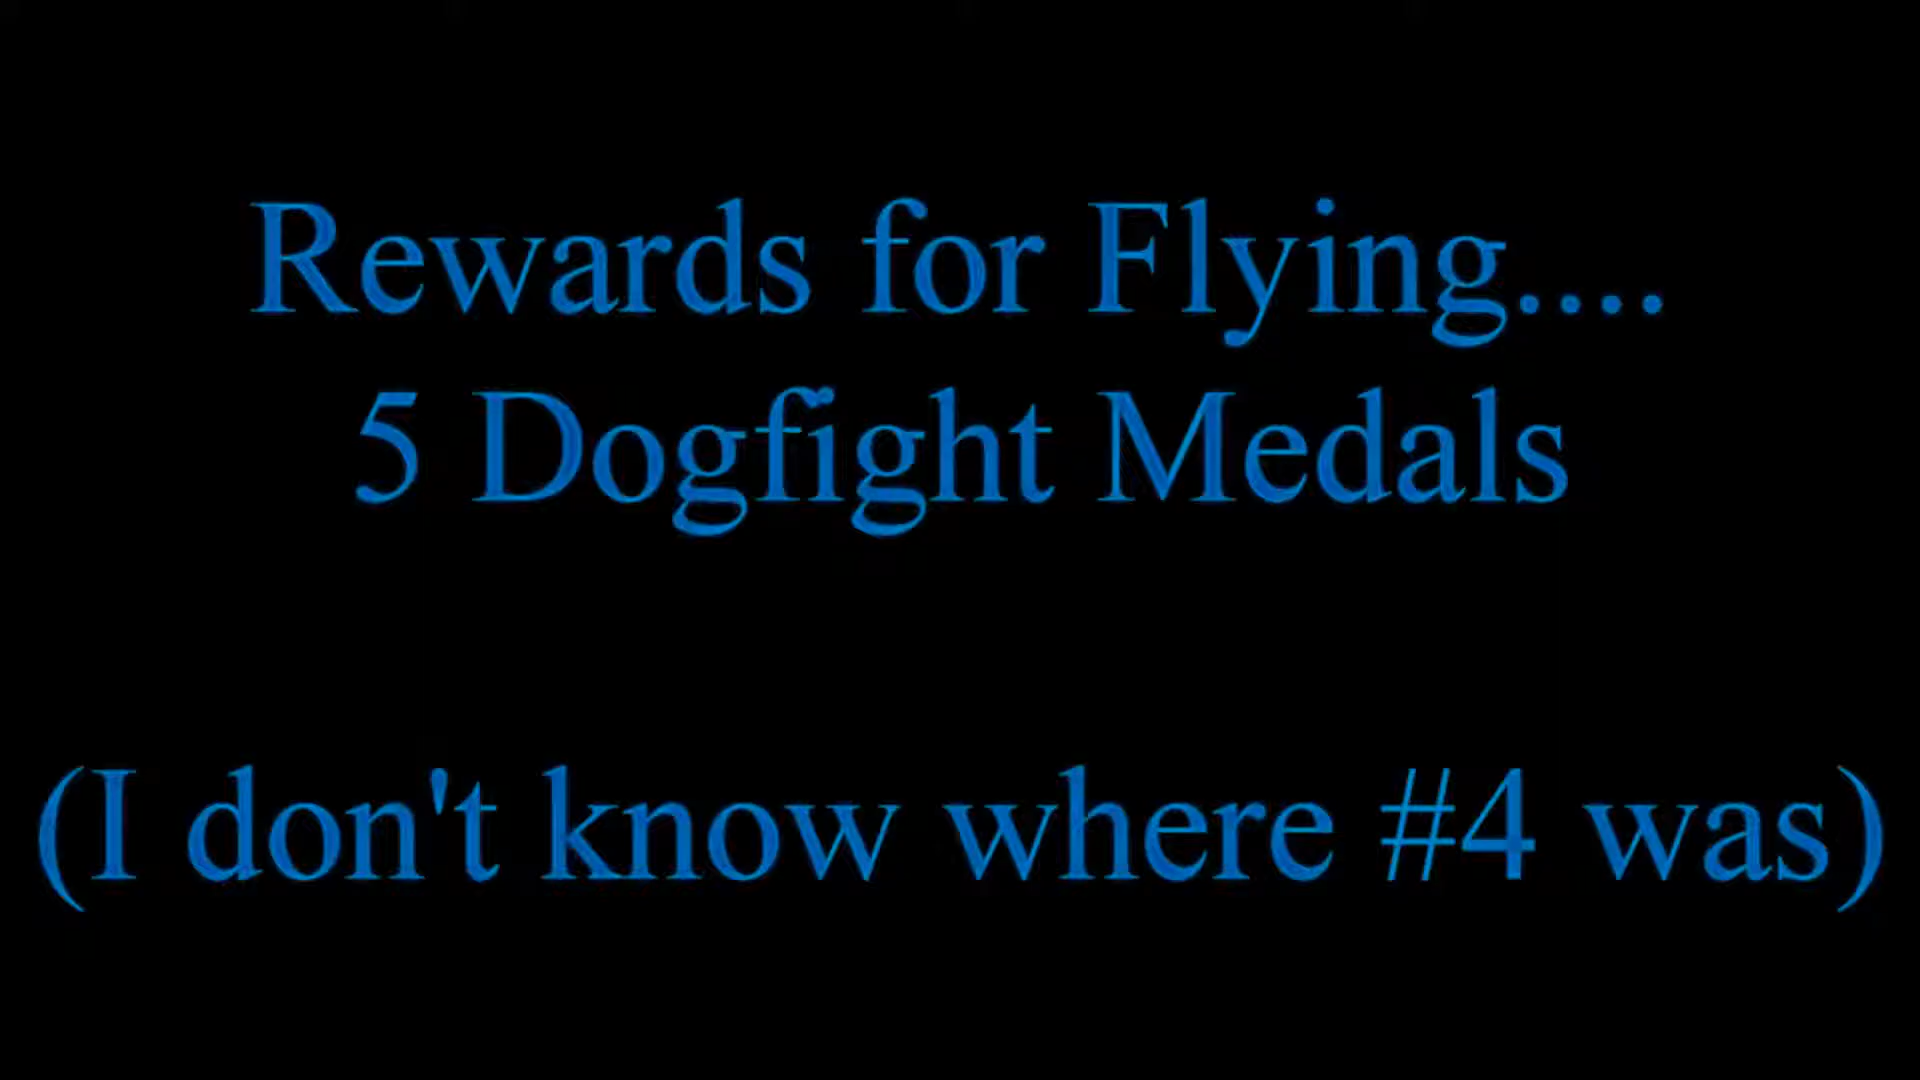 Rewards for Flying....
5 Dogfight Medals
(I don't know where #4 was)